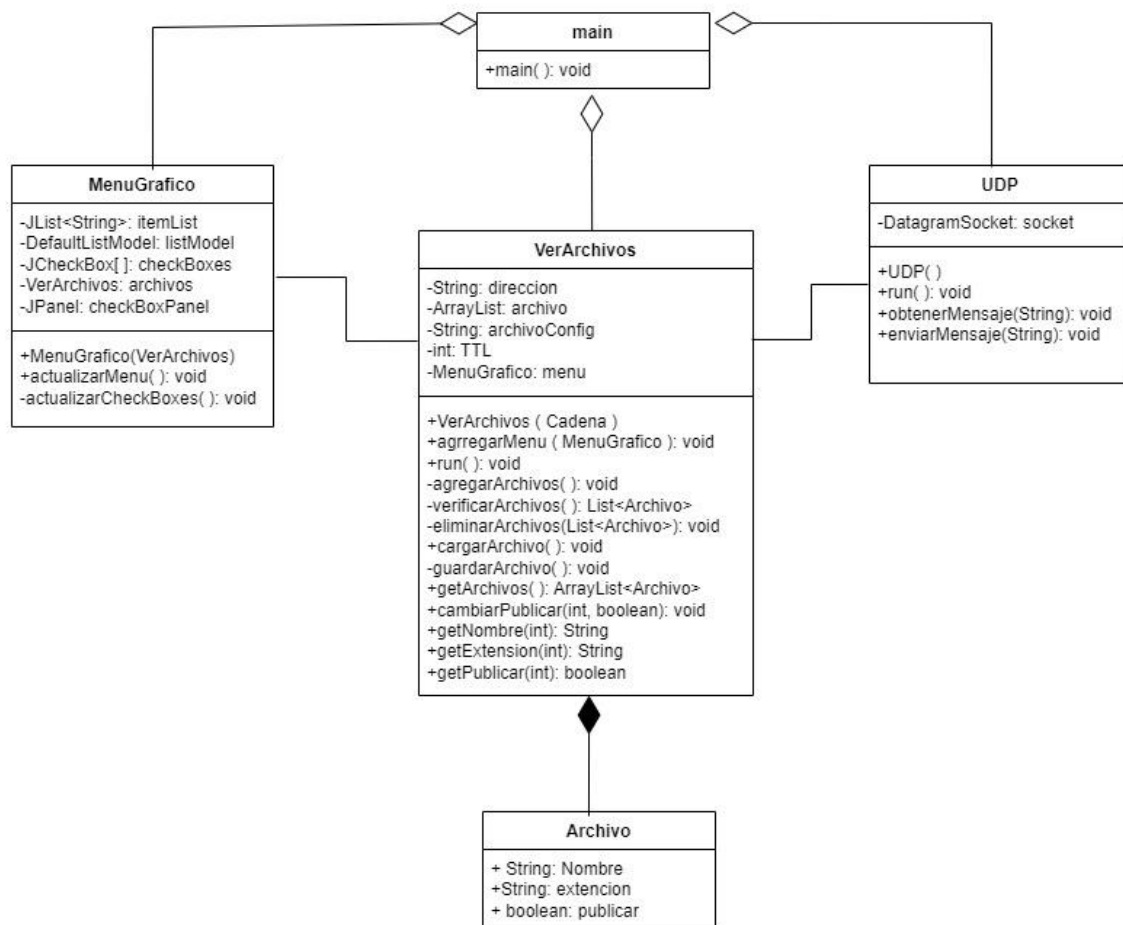 main
+main( ): void
MenuGrafico
-JList<String>: itemList
-DefaultListModel: listModel
-JCheckBox[ ]: checkBoxes
-VerArchivos: archivos
-JPanel: checkBoxPanel
+MenuGrafico(VerArchivos)
+actualizarMenu( ): void
-actualizarCheckBoxes( ): void
VerArchivos
-String: direccion
-ArrayList: archivo
-String: archivoConfig
-int: TTL
-MenuGrafico: menu
+VerArchivos ( Cadena )
+agrregarMenu ( MenuGrafico ): void
+run( ): void
-agregarArchivos( ): void
-verificarArchivos( ): List<Archivo>
-eliminarArchivos(List<Archivo>): void
+cargarArchivo( ): void
-guardarArchivo( ): void
+getArchivos( ): ArrayList<Archivo>
+cambiarPublicar(int, boolean): void
+getNombre(int): String
+getExtension(int): String
+getPublicar(int): boolean
UDP
-DatagramSocket: socket
+UDP( )
+run( ): void
+obtenerMensaje(String): void
+enviarMensaje(String): void
Archivo
+ String: Nombre
+String: extencion
+ boolean: publicar